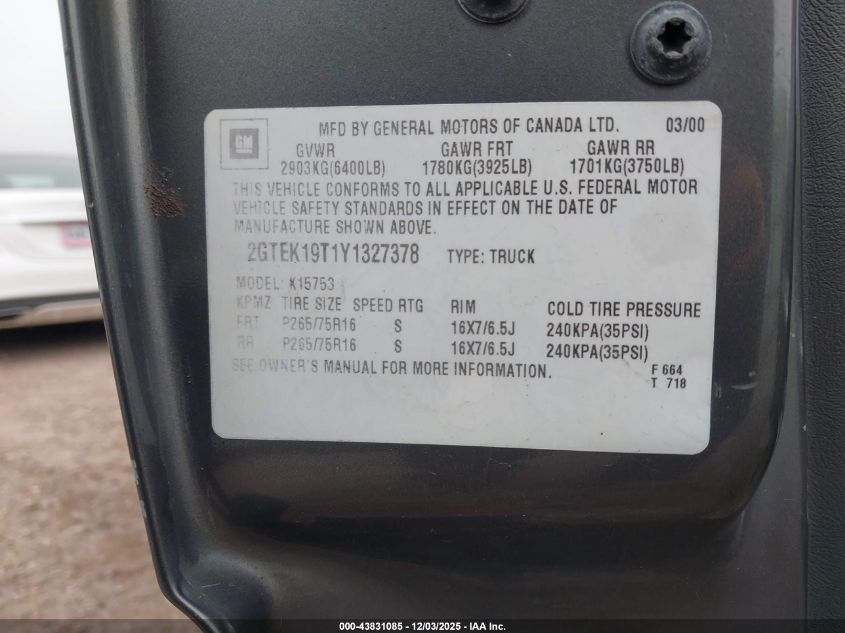 GM MFD BY GENERAL MOTORS OF CANADA LTD. 03/00
GVWR GAWR FRT GAWR RR
2903KG(6400LB) 1780KG(3925LB) 1701KG(3750LB)
THIS VEHICLE CONFORMS TO ALL APPLICABLE U.S. FEDERAL MOTOR
VEHICLE SAFETY STANDARDS IN EFFECT ON THE DATE OF
MANUFACTURE SHOWN ABOVE.
2GTEK19T1Y1327378 TYPE: TRUCK
MODEL: K15753
KPMZ TIRE SIZE SPEED RTG RIM COLD TIRE PRESSURE
FRT P265/75R16 S 16X7/6.5J 240KPA(35PSI)
RR P265/75R16 S 16X7/6.5J 240KPA(35PSI)
SEE OWNER'S MANUAL FOR MORE INFORMATION.
F 664
T 718
000-43831085 - 12/03/2025 - IAA Inc.